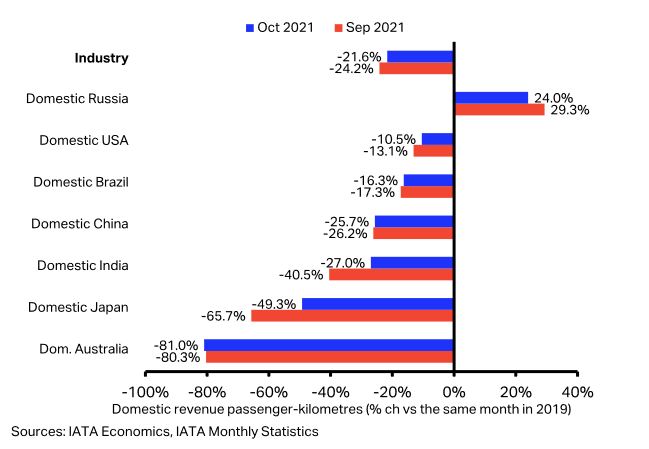 Oct 2021 Sep 2021
Industry -21.6%
-24.2%
Domestic Russia 24.0%
29.3%
Domestic USA -10.5%
-13.1%
Domestic Brazil -16.3%
-17.3%
Domestic China -25.7%
-26.2%
Domestic India -27.0%
-40.5%
Domestic Japan -49.3%
-65.7%
Dom. Australia -81.0%
-80.3%
-100% -80% -60% -40% -20% 0% 20% 40%
Domestic revenue passenger-kilometres (% ch vs the same month in 2019)
Sources: IATA Economics, IATA Monthly Statistics